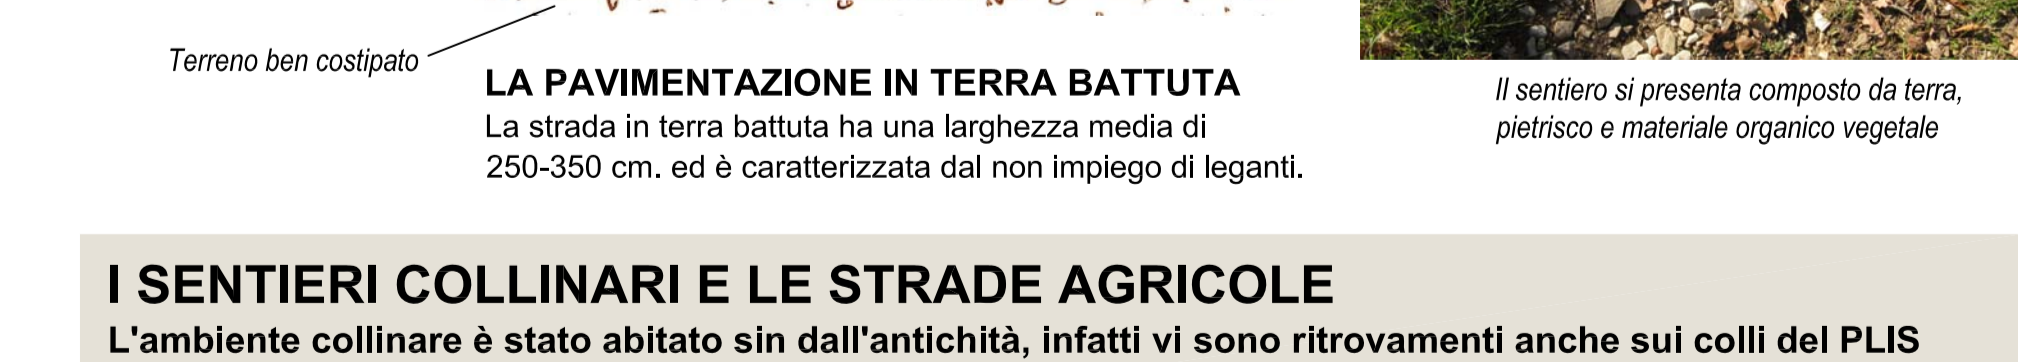 Terreno ben costipato
LA PAVIMENTAZIONE IN TERRA BATTUTA
La strada in terra battuta ha una larghezza media di
250-350 cm. ed è caratterizzata dal non impiego di leganti.
Il sentiero si presenta composto da terra,
pietrisco e materiale organico vegetale
I SENTIERI COLLINARI E LE STRADE AGRICOLE
L'ambiente collinare è stato abitato sin dall'antichità, infatti vi sono ritrovamenti anche sui colli del PLIS